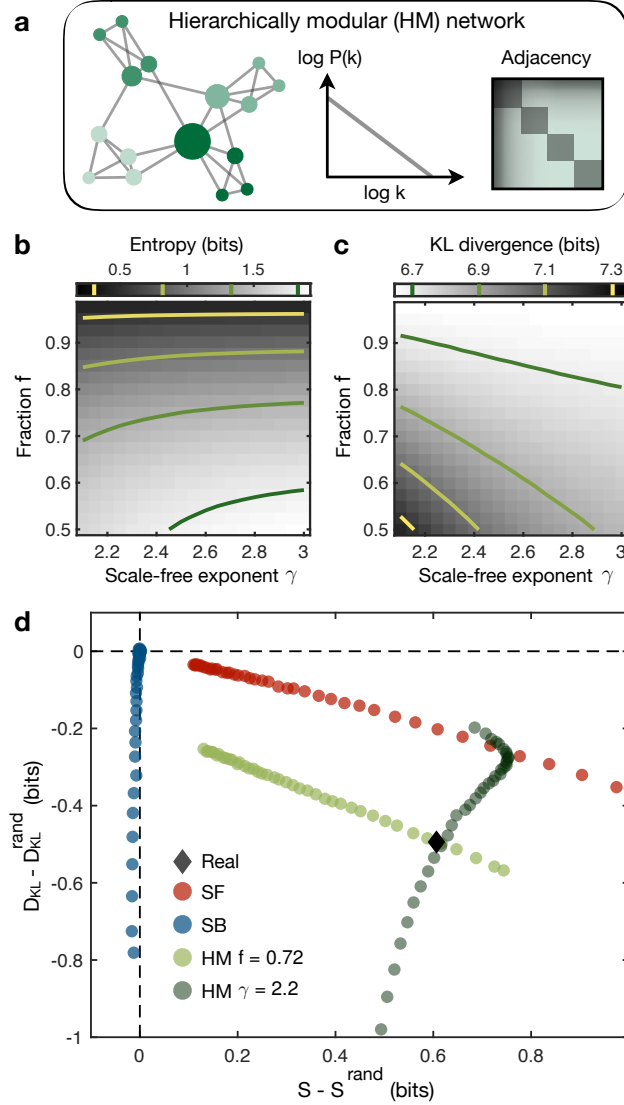 a
Hierarchically modular (HM) network
log P(k)
log k
Adjacency
b
Entropy (bits)
0.5 1 1.5
0.9
0.8
0.7
0.6
0.5
Fraction f
2.2 2.4 2.6 2.8 3
Scale-free exponent γ
c
KL divergence (bits)
6.7 6.9 7.1 7.3
0.9
0.8
0.7
0.6
0.5
Fraction f
2.2 2.4 2.6 2.8 3
Scale-free exponent γ
d
0
-0.2
-0.4
-0.6
-0.8
-1
D_KL - D_KL^rand (bits)
Real
SF
SB
HM f = 0.72
HM γ = 2.2
0 0.2 0.4 0.6 0.8
S - S^rand (bits)